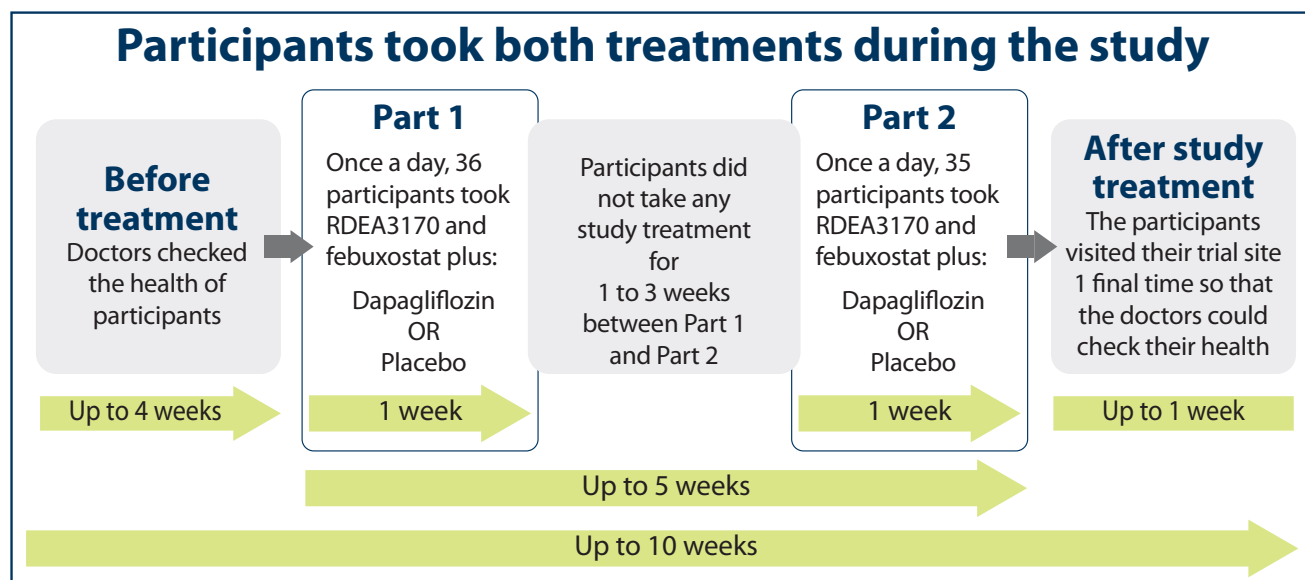 Participants took both treatments during the study
Before
treatment
Doctors checked
the health of
participants
Up to 4 weeks
Part 1
Once a day, 36
participants took
RDEA3170 and
febuxostat plus:
Dapagliflozin
OR
Placebo
1 week
Participants did
not take any
study treatment
for
1 to 3 weeks
between Part 1
and Part 2
Part 2
Once a day, 35
participants took
RDEA3170 and
febuxostat plus:
Dapagliflozin
OR
Placebo
1 week
After study
treatment
The participants
visited their trial site
1 final time so that
the doctors could
check their health
Up to 1 week
Up to 5 weeks
Up to 10 weeks